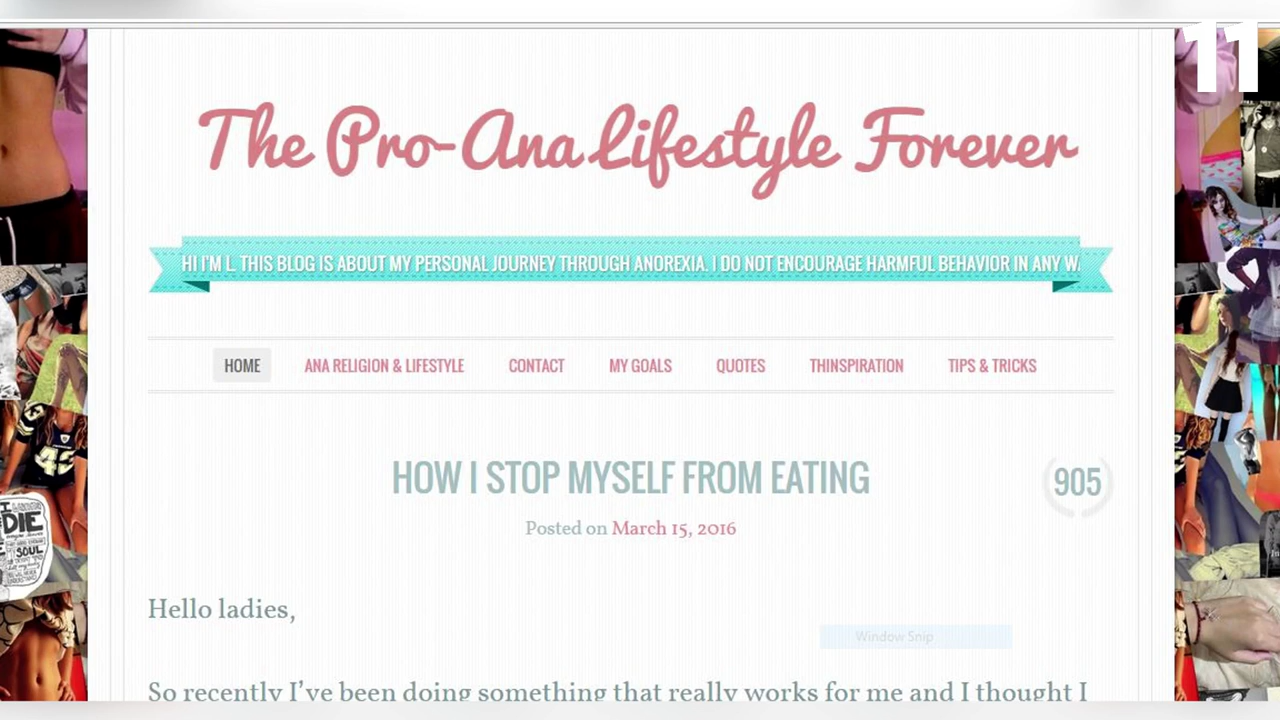 11
The Pro-Ana Lifestyle Forever
HI I'M L. THIS BLOG IS ABOUT MY PERSONAL JOURNEY THROUGH ANOREXIA. I DO NOT ENCOURAGE HARMFUL BEHAVIOR IN ANY
HOME ANA RELIGION & LIFESTYLE CONTACT MY GOALS QUOTES THINSPIRATION TIPS & TRICKS
HOW I STOP MYSELF FROM EATING
905
Posted on March 15, 2016
Hello ladies,
Window Snip
So recently I've been doing something that really works for me and I thought I
43
I
DIE
SOUL